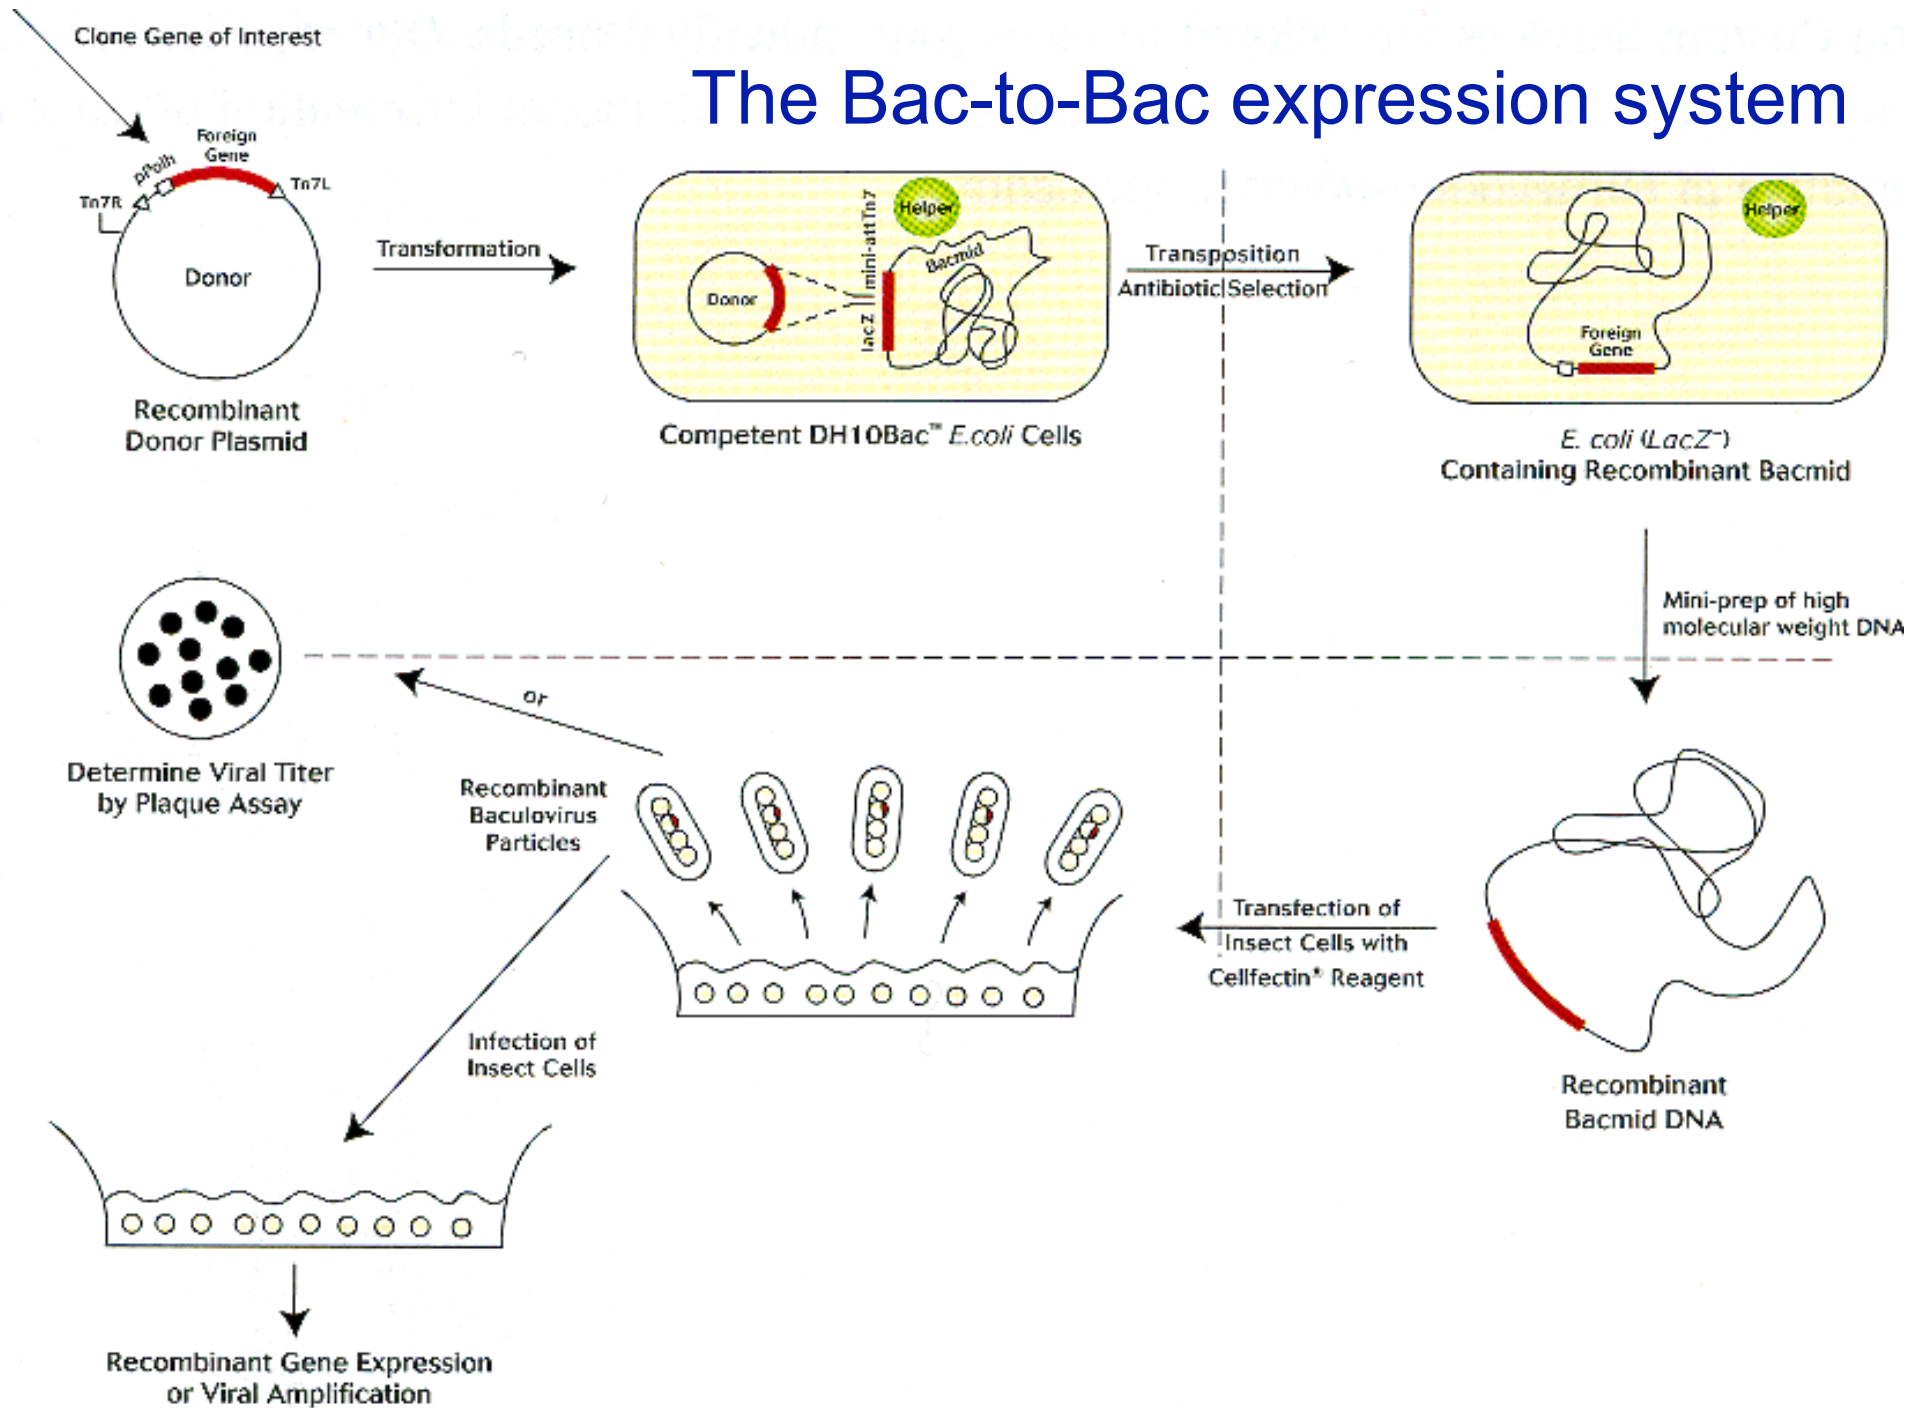 Clone Gene of Interest
The Bac-to-Bac expression system
Foreign
Gene
pPolh
Tn7R
Tn7L
Donor
Recombinant
Donor Plasmid
Transformation
Helper
Donor
lacZ mini-attTn7
Bacmid
Competent DH10Bac™ E.coli Cells
Transposition
Antibiotic Selection
Helper
Foreign
Gene
E. coli (LacZ⁻)
Containing Recombinant Bacmid
Mini-prep of high
molecular weight DNA
Recombinant
Bacmid DNA
Transfection of
Insect Cells with
Cellfectin® Reagent
Recombinant
Baculovirus
Particles
or
Determine Viral Titer
by Plaque Assay
Infection of
Insect Cells
Recombinant Gene Expression
or Viral Amplification